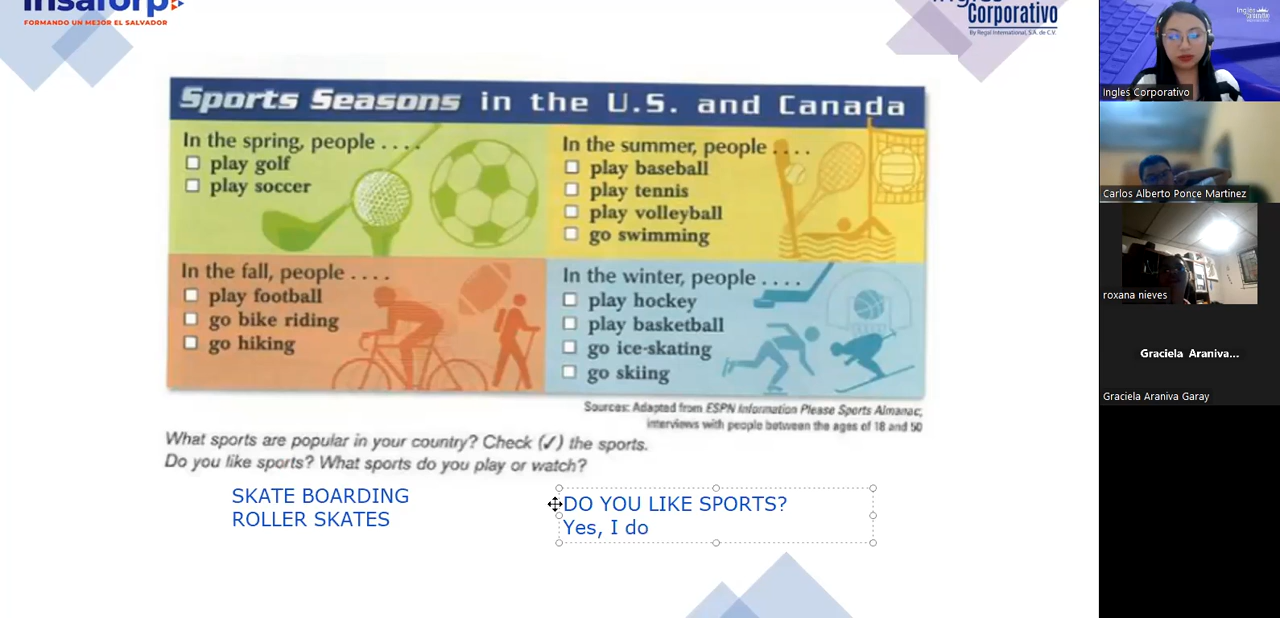 FORMANDO UN MEJOR EL SALVADOR
Corporativo
By Regal International, S.A. de C.V.
Sports Seasons in the U.S. and Canada
In the spring, people ....
play golf
play soccer
In the summer, people ....
play baseball
play tennis
play volleyball
go swimming
In the fall, people ....
play football
go bike riding
go hiking
In the winter, people ....
play hockey
play basketball
go ice-skating
go skiing
Sources: Adapted from ESPN Information Please Sports Almanac,
interviews with people between the ages of 18 and 50
What sports are popular in your country? Check (✓) the sports.
Do you like sports? What sports do you play or watch?
SKATE BOARDING
ROLLER SKATES
DO YOU LIKE SPORTS?
Yes, I do
Ingles Corporativo
Carlos Alberto Ponce Martinez
roxana nieves
Graciela Araniva...
Graciela Araniva Garay